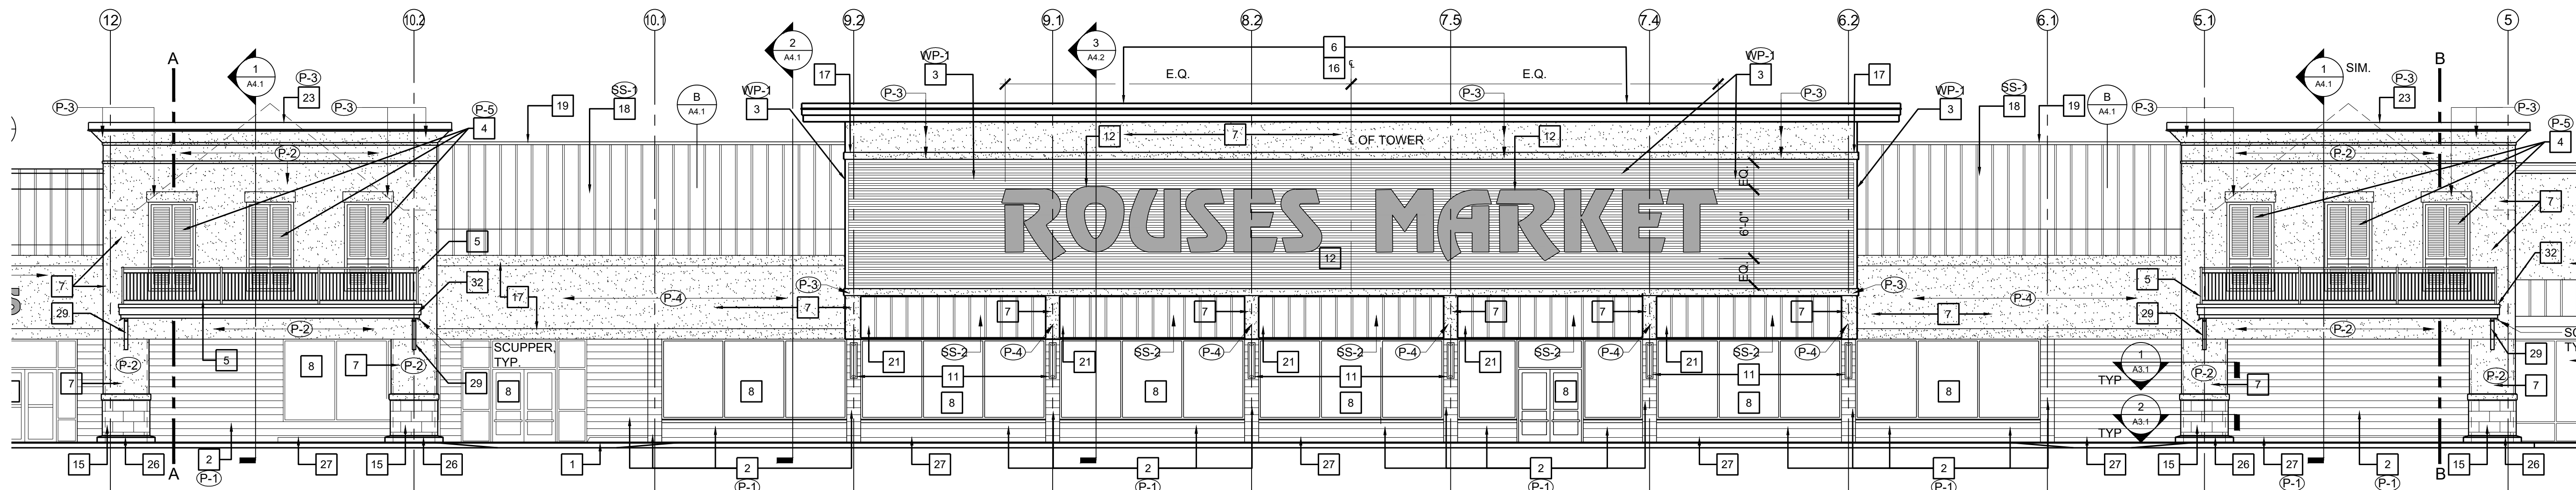 12 10.2 10.1 9.2 9.1 8.2 7.5 7.4 6.2 6.1 5.1 5
A 1 A4.1 P-3 23 2 A4.1 3 A4.2 6 16 ℄ 1 A4.1 SIM. P-3 23 B
WP-1 3 E.Q. E.Q. WP-1 3
P-3 P-3 P-5 4 19 SS-1 18 B A4.1 WP-1 3 17 P-3 P-3 P-3 17 WP-1 3 SS-1 18 19 B A4.1 P-3 P-3 P-5 4
12 7 ℄ OF TOWER 12
P-2 P-2
E.Q.
ROUSES MARKET
6'-0"
7 5 12 7
E.Q.
7 32 17 P-4 P-3 P-3 P-4 5 32
S 29 P-2 7 7 7 7 7 7 7 29 P-2
SCUPPER,
TYP.
5 SS-2 P-4 SS-2 P-4 SS-2 P-4 SS-2 P-4 SS-2 P-4
P-2 8 7 P-2 21 21 21 21 21 1 A3.1 TYP P-2 29
7 29 8 8 11 8 8 11 8 8 11 8 8 7 P-2 7
2 A3.1 TYP
15 26 2 27 15 26 1 2 27 2 27 2 27 2 27 15 26 27 2 15 26
A P-1 P-1 P-1 P-1 P-1 P-1 P-1 B